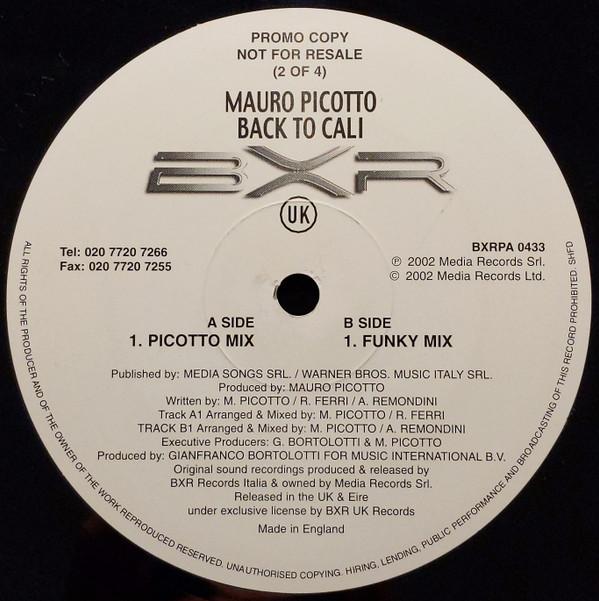 PROMO COPY
NOT FOR RESALE
(2 OF 4)
MAURO PICOTTO
BACK TO CALI
BXR
UK
Tel: 020 7720 7266
Fax: 020 7720 7255
BXRPA 0433
℗ 2002 Media Records Srl.
© 2002 Media Records Ltd.
A SIDE
1. PICOTTO MIX
B SIDE
1. FUNKY MIX
Published by: MEDIA SONGS SRL. / WARNER BROS. MUSIC ITALY SRL.
Produced by: MAURO PICOTTO
Written by: M. PICOTTO / R. FERRI / A. REMONDINI
Track A1 Arranged & Mixed by: M. PICOTTO / R. FERRI
TRACK B1 Arranged & Mixed by: M. PICOTTO / A. REMONDINI
Executive Producers: G. BORTOLOTTI & M. PICOTTO
Produced by: GIANFRANCO BORTOLOTTI FOR MUSIC INTERNATIONAL B.V.
Original sound recordings produced & released by
BXR Records Italia & owned by Media Records Srl.
Released in the UK & Eire
under exclusive license by BXR UK Records
Made in England
ALL RIGHTS OF THE PRODUCER AND OF THE OWNER OF THE WORK REPRODUCED RESERVED. UNAUTHORISED COPYING. HIRING, LENDING, PUBLIC PERFORMANCE AND BROADCASTING OF THIS RECORD PROHIBITED. SHFD